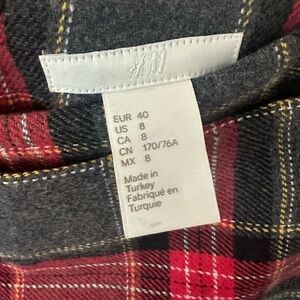 H&M
EUR 40
US 8
CA 8
CN 170/76A
MX 8
Made in
Turkey
Fabriqué en
Turquie